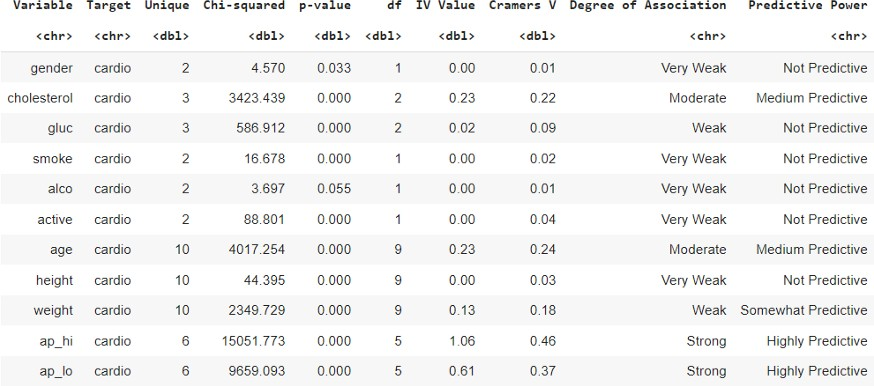 Variable Target Unique Chi-squared p-value df IV Value Cramers V Degree of Association Predictive Power
<chr> <chr> <dbl> <dbl> <dbl> <dbl> <dbl> <dbl> <chr> <chr>
gender cardio 2 4.570 0.033 1 0.00 0.01 Very Weak Not Predictive
cholesterol cardio 3 3423.439 0.000 2 0.23 0.22 Moderate Medium Predictive
gluc cardio 3 586.912 0.000 2 0.02 0.09 Weak Not Predictive
smoke cardio 2 16.678 0.000 1 0.00 0.02 Very Weak Not Predictive
alco cardio 2 3.697 0.055 1 0.00 0.01 Very Weak Not Predictive
active cardio 2 88.801 0.000 1 0.00 0.04 Very Weak Not Predictive
age cardio 10 4017.254 0.000 9 0.23 0.24 Moderate Medium Predictive
height cardio 10 44.395 0.000 9 0.00 0.03 Very Weak Not Predictive
weight cardio 10 2349.729 0.000 9 0.13 0.18 Weak Somewhat Predictive
ap_hi cardio 6 15051.773 0.000 5 1.06 0.46 Strong Highly Predictive
ap_lo cardio 6 9659.093 0.000 5 0.61 0.37 Strong Highly Predictive